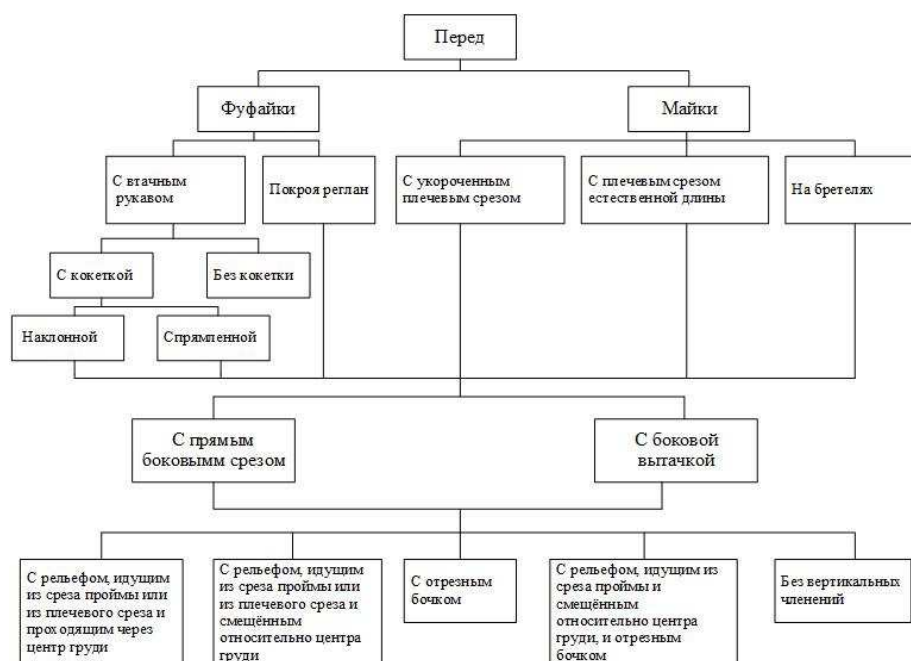 Перед
Фуфайки
Майки
С втачным
рукавом
Покроя реглан
С укороченным
плечевым срезом
С плечевым срезом
естественной длины
На бретелях
С кокеткой
Без кокетки
Наклонной
Спрямленной
С прямым
боковымм срезом
С боковой
вытачкой
С рельефом, идущим
из среза проймы или
из плечевого среза и
проходящим через
центр груди
С рельефом, идущим
из среза проймы или
из плечевого среза и
смещённым
относительно центра
груди
С отрезным
бочком
С рельефом, идущим из
среза проймы и
смещённым
относительно центра
груди, и отрезным
бочком
Без вертикальных
членений